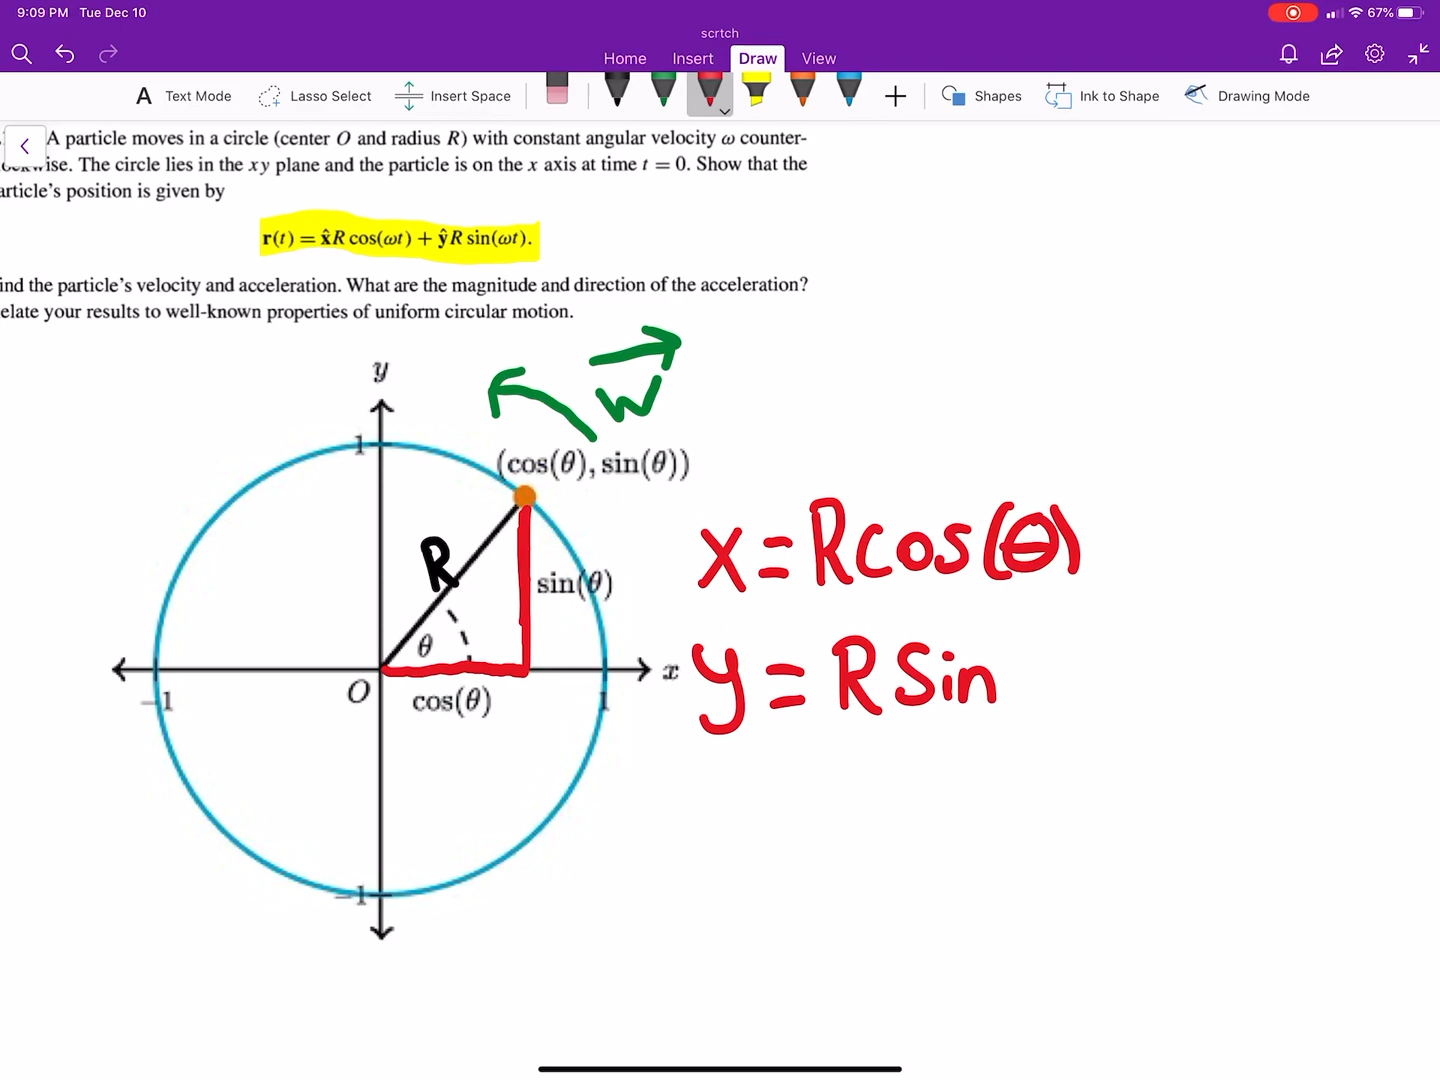 9:09 PM Tue Dec 10
67%
scrtch
Home Insert Draw View
A Text Mode Lasso Select Insert Space Shapes Ink to Shape Drawing Mode
A particle moves in a circle (center O and radius R) with constant angular velocity ω counter-
ise. The circle lies in the xy plane and the particle is on the x axis at time t = 0. Show that the
article's position is given by
r(t) = x̂R cos(ωt) + ŷR sin(ωt).
ind the particle's velocity and acceleration. What are the magnitude and direction of the acceleration?
elate your results to well-known properties of uniform circular motion.
y
W
1
(cos(θ), sin(θ))
x = Rcos(θ)
R
sin(θ)
θ
x
y = R Sin
O
cos(θ)
-1
1
-1